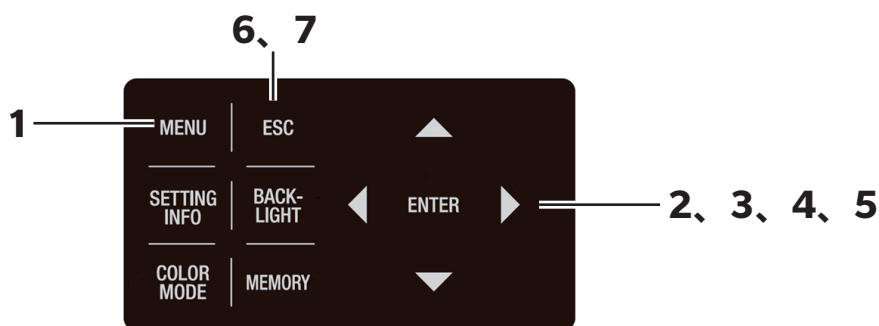 6、7
1
MENU
ESC
SETTING
INFO
BACK-
LIGHT
ENTER
2、3、4、5
COLOR
MODE
MEMORY